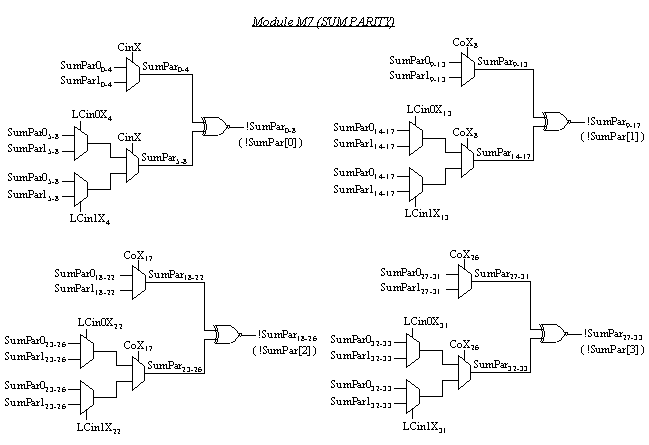 Module M7 (SUM PARITY)
CinX
SumPar0₀₋₄
SumPar1₀₋₄
SumPar₀₋₄
LCin0X₄
SumPar0₅₋₈
SumPar1₅₋₈
CinX
SumPar₅₋₈
SumPar0₅₋₈
SumPar1₅₋₈
LCin1X₄
!SumPar₀₋₈
( !SumPar[0] )
CoX₈
SumPar0₉₋₁₃
SumPar1₉₋₁₃
SumPar₉₋₁₃
LCin0X₁₃
SumPar0₁₄₋₁₇
SumPar1₁₄₋₁₇
CoX₈
SumPar₁₄₋₁₇
SumPar0₁₄₋₁₇
SumPar1₁₄₋₁₇
LCin1X₁₃
!SumPar₉₋₁₇
( !SumPar[1] )
CoX₁₇
SumPar0₁₈₋₂₂
SumPar1₁₈₋₂₂
SumPar₁₈₋₂₂
LCin0X₂₂
SumPar0₂₃₋₂₆
SumPar1₂₃₋₂₆
CoX₁₇
SumPar₂₃₋₂₆
SumPar0₂₃₋₂₆
SumPar1₂₃₋₂₆
LCin1X₂₂
!SumPar₁₈₋₂₆
( !SumPar[2] )
CoX₂₆
SumPar0₂₇₋₃₁
SumPar1₂₇₋₃₁
SumPar₂₇₋₃₁
LCin0X₃₁
SumPar0₃₂₋₃₃
SumPar1₃₂₋₃₃
CoX₂₆
SumPar₃₂₋₃₃
SumPar0₃₂₋₃₃
SumPar1₃₂₋₃₃
LCin1X₃₁
!SumPar₂₇₋₃₃
( !SumPar[3] )